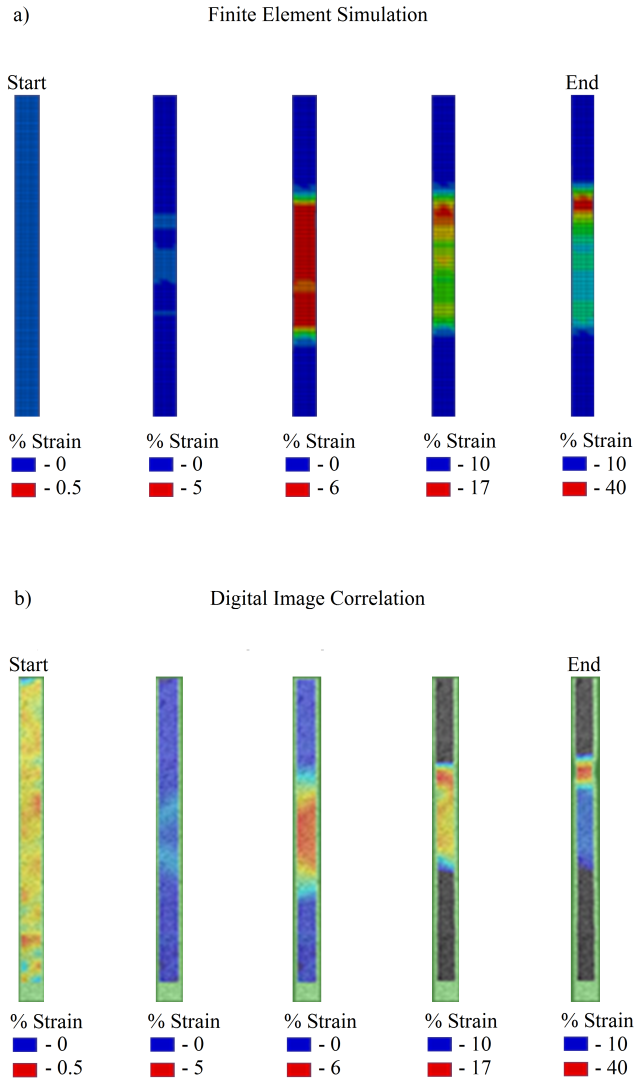 a) Finite Element Simulation
Start End
% Strain % Strain % Strain % Strain % Strain
- 0 - 0 - 0 - 10 - 10
- 0.5 - 5 - 6 - 17 - 40
b) Digital Image Correlation
Start End
% Strain % Strain % Strain % Strain % Strain
- 0 - 0 - 0 - 10 - 10
- 0.5 - 5 - 6 - 17 - 40